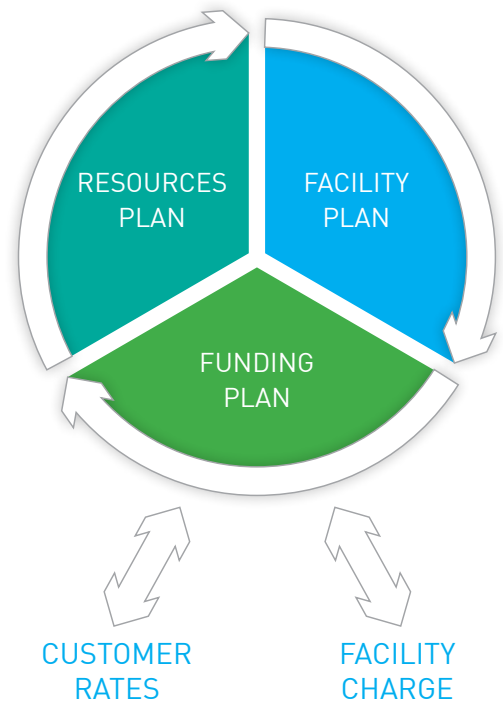 RESOURCES
PLAN
FACILITY
PLAN
FUNDING
PLAN
CUSTOMER
RATES
FACILITY
CHARGE